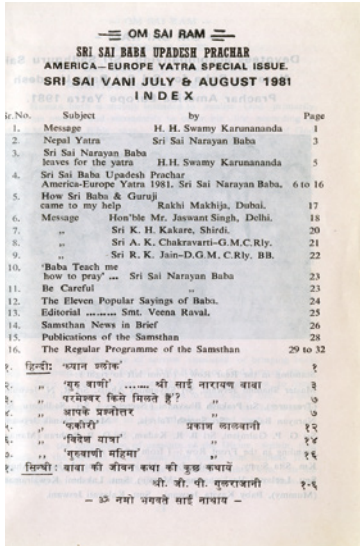 OM SAI RAM
SRI SAI BABA UPADESH PRACHAR
AMERICA—EUROPE YATRA SPECIAL ISSUE.
SRI SAI VANI JULY & AUGUST 1981
INDEX
Sr.No. Subject by Page
1. Message H. H. Swamy Karunananda 1
2. Nepal Yatra Sri Sai Narayan Baba 3
3. Sri Sai Narayan Baba
leaves for the yatra H. H. Swamy Karunananda 5
4. Sri Sai Baba Upadesh Prachar
America-Europe Yatra 1981. Sri Sai Narayan Baba. 6 to 16
5. How Sri Baba & Guruji
came to my help Rakhi Makhija, Dubai. 17
6. Message Hon'ble Mr. Jaswant Singh, Delhi. 18
7. ,, Sri K. H. Kakare, Shirdi. 20
8. ,, Sri A. K. Chakravarti-G.M.C.Rly. 21
9. ,, Sri R. K. Jain-D.G.M. C.Rly. BB. 22
10. 'Baba Teach me
how to pray' ... Sri Sai Narayan Baba 23
11. Be Careful ,, 23
12. The Eleven Popular Sayings of Baba. 24
13. Editorial ......... Smt. Veena Raval. 25
14. Samsthan News in Brief 26
15. Publications of the Samsthan 28
16. The Regular Programme of the Samsthan 29 to 32
१. हिन्दी: 'ध्यान श्लोक' १
२. ,, 'गुरु वाणी' ....... श्री साई नारायण बाबा ३
३. ,, परमेश्वर किसे मिलते हैं'? ,, ७
४. ,, आपके प्रश्नोत्तर ,, ७
५. ,, 'फकीरी' प्रकाश लालवानी १२
६. ,, 'विदेश यात्रा' १४
७. ,, 'गुरुवाणी महिमा' ,, १६
१. सिन्धी: बाबा की जीवन कथा की कुछ कथायें
श्री. जी. पी. गुलराजानी १-६
— ॐ नमो भगवते साईं नाथाय —